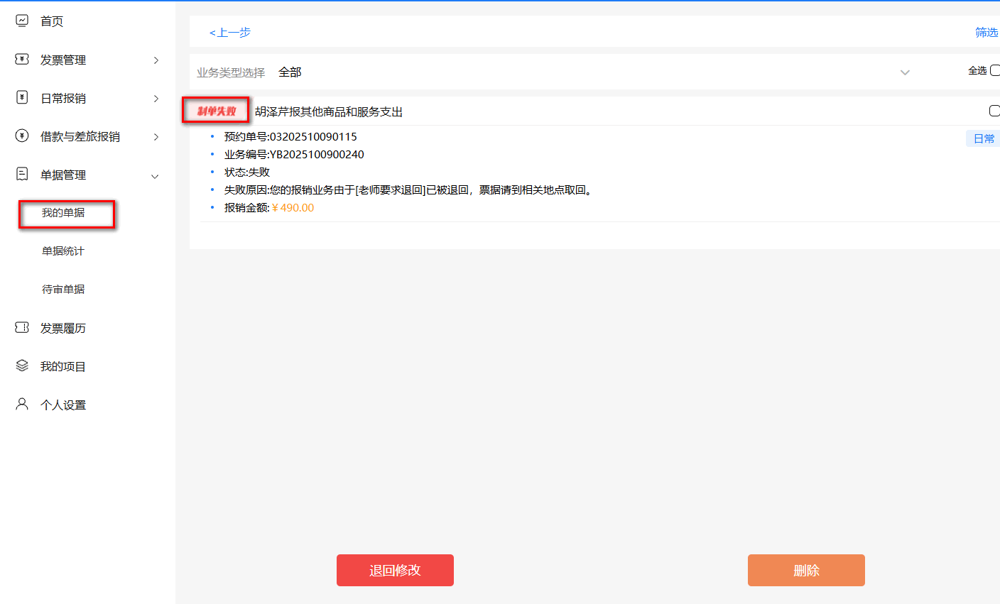 首页
发票管理
日常报销
借款与差旅报销
单据管理
我的单据
单据统计
待审单据
发票履历
我的项目
个人设置
<上一步
筛选
业务类型选择 全部
全选
制单失败 胡泽芹报其他商品和服务支出
预约单号:03202510090115
日常
业务编号:YB2025100900240
状态:失败
失败原因:您的报销业务由于[老师要求退回]已被退回，票据请到相关地点取回。
报销金额:¥490.00
退回修改
删除